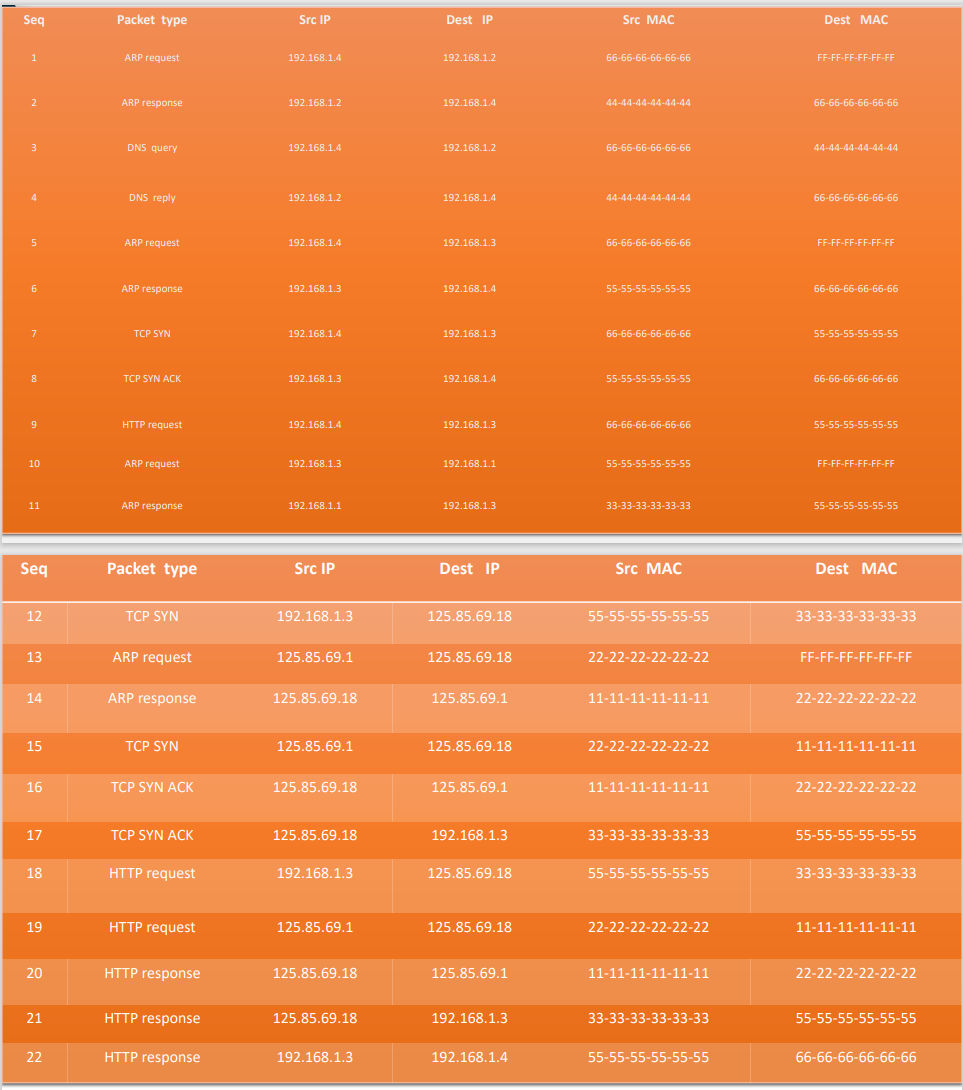 Seq Packet type Src IP Dest IP Src MAC Dest MAC
1 ARP request 192.168.1.4 192.168.1.2 66-66-66-66-66-66 FF-FF-FF-FF-FF-FF
2 ARP response 192.168.1.2 192.168.1.4 44-44-44-44-44-44 66-66-66-66-66-66
3 DNS query 192.168.1.4 192.168.1.2 66-66-66-66-66-66 44-44-44-44-44-44
4 DNS reply 192.168.1.2 192.168.1.4 44-44-44-44-44-44 66-66-66-66-66-66
5 ARP request 192.168.1.4 192.168.1.3 66-66-66-66-66-66 FF-FF-FF-FF-FF-FF
6 ARP response 192.168.1.3 192.168.1.4 55-55-55-55-55-55 66-66-66-66-66-66
7 TCP SYN 192.168.1.4 192.168.1.3 66-66-66-66-66-66 55-55-55-55-55-55
8 TCP SYN ACK 192.168.1.3 192.168.1.4 55-55-55-55-55-55 66-66-66-66-66-66
9 HTTP request 192.168.1.4 192.168.1.3 66-66-66-66-66-66 55-55-55-55-55-55
10 ARP request 192.168.1.3 192.168.1.1 55-55-55-55-55-55 FF-FF-FF-FF-FF-FF
11 ARP response 192.168.1.1 192.168.1.3 33-33-33-33-33-33 55-55-55-55-55-55
Seq Packet type Src IP Dest IP Src MAC Dest MAC
12 TCP SYN 192.168.1.3 125.85.69.18 55-55-55-55-55-55 33-33-33-33-33-33
13 ARP request 125.85.69.1 125.85.69.18 22-22-22-22-22-22 FF-FF-FF-FF-FF-FF
14 ARP response 125.85.69.18 125.85.69.1 11-11-11-11-11-11 22-22-22-22-22-22
15 TCP SYN 125.85.69.1 125.85.69.18 22-22-22-22-22-22 11-11-11-11-11-11
16 TCP SYN ACK 125.85.69.18 125.85.69.1 11-11-11-11-11-11 22-22-22-22-22-22
17 TCP SYN ACK 125.85.69.18 192.168.1.3 33-33-33-33-33-33 55-55-55-55-55-55
18 HTTP request 192.168.1.3 125.85.69.18 55-55-55-55-55-55 33-33-33-33-33-33
19 HTTP request 125.85.69.1 125.85.69.18 22-22-22-22-22-22 11-11-11-11-11-11
20 HTTP response 125.85.69.18 125.85.69.1 11-11-11-11-11-11 22-22-22-22-22-22
21 HTTP response 125.85.69.18 192.168.1.3 33-33-33-33-33-33 55-55-55-55-55-55
22 HTTP response 192.168.1.3 192.168.1.4 55-55-55-55-55-55 66-66-66-66-66-66